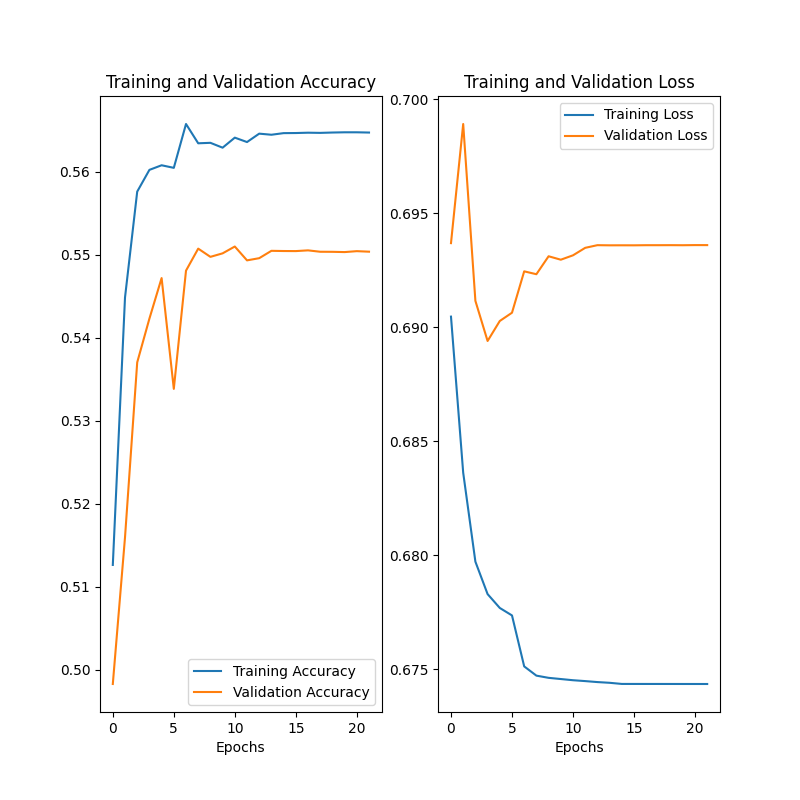 Training and Validation Accuracy
0.56
0.55
0.54
0.53
0.52
0.51
0.50
Training Accuracy
Validation Accuracy
0 5 10 15 20
Epochs
Training and Validation Loss
0.700
0.695
0.690
0.685
0.680
0.675
Training Loss
Validation Loss
0 5 10 15 20
Epochs